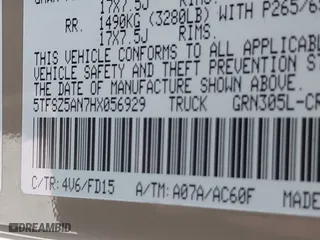 17X7.5J RIMS,
RR. 1490KG (3280LB) WITH P265/65
17X7.5J RIMS.
THIS VEHICLE CONFORMS TO ALL
VEHICLE SAFETY AND THEFT PREVENTION ST
THE DATE OF MANUFACTURE SHOWN ABOVE.
5TFSZ5AN7HX056929 TRUCK GRN305L-CR
C/TR: 4V6/FD15 A/TM: A07A/AC60F MADE
DREAMBID